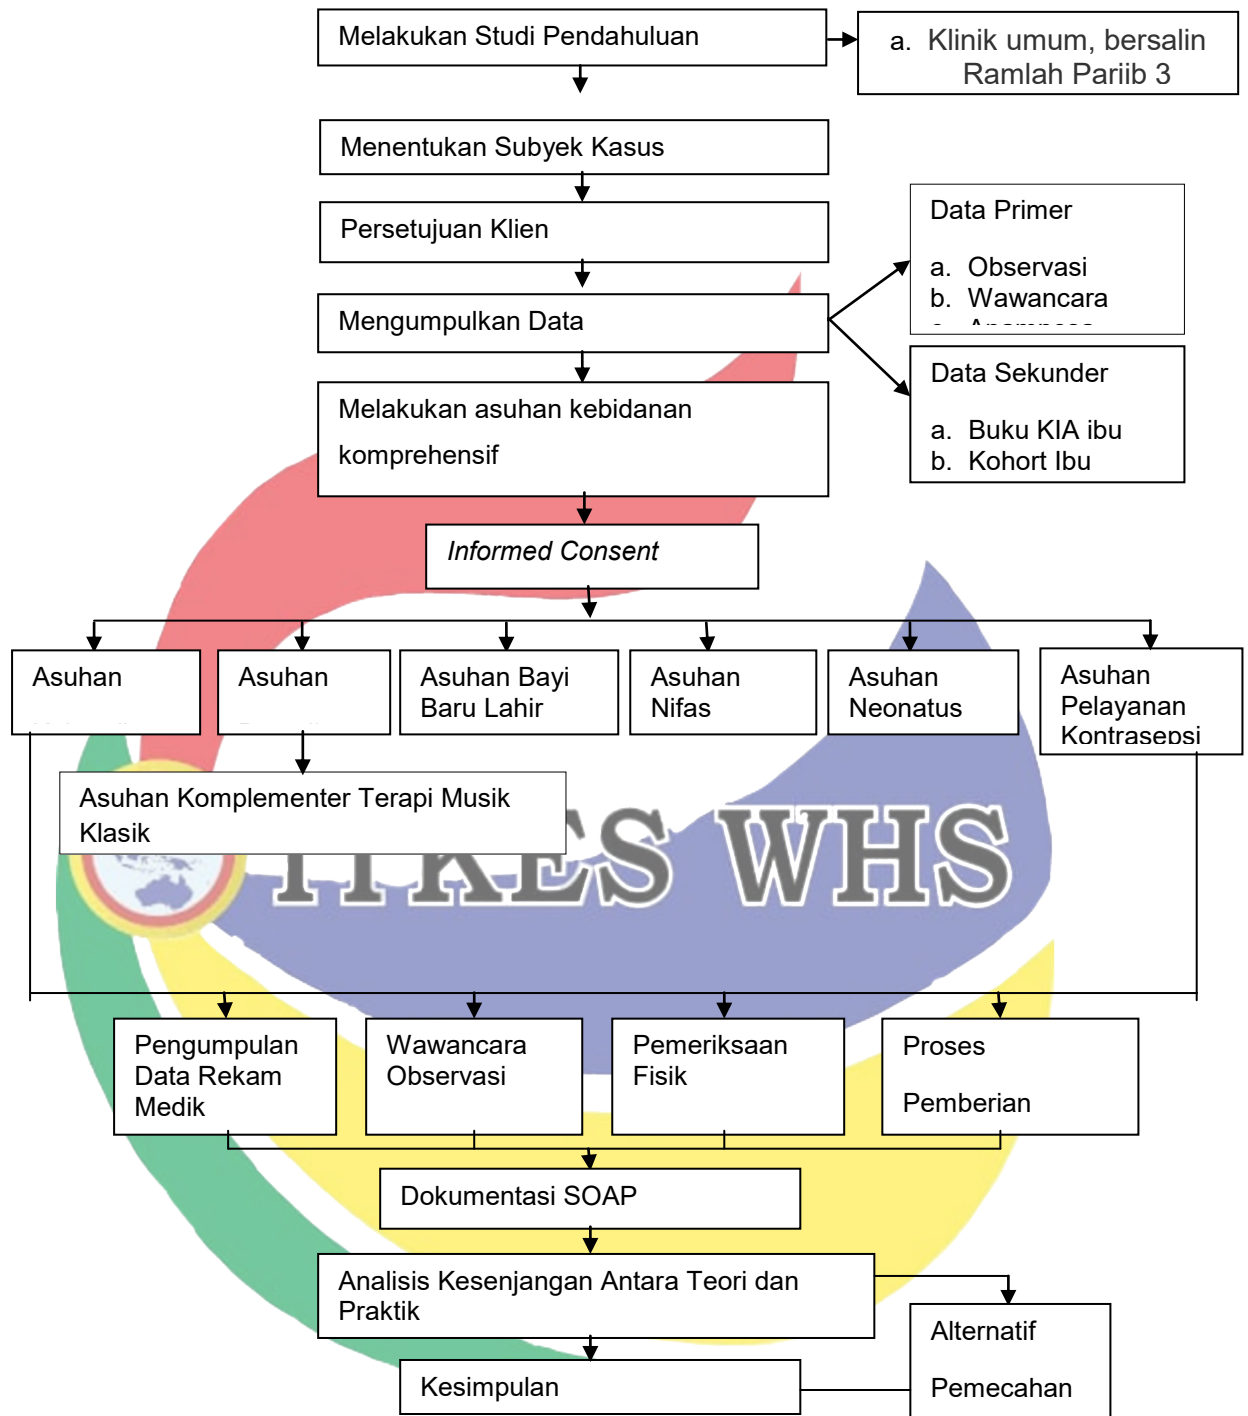 Melakukan Studi Pendahuluan
a. Klinik umum, bersalin
Ramlah Pariib 3
Menentukan Subyek Kasus
Persetujuan Klien
Data Primer
a. Observasi
b. Wawancara
Mengumpulkan Data
Data Sekunder
a. Buku KIA ibu
b. Kohort Ibu
Melakukan asuhan kebidanan
komprehensif
Informed Consent
Asuhan
Asuhan
Asuhan Bayi
Baru Lahir
Asuhan
Nifas
Asuhan
Neonatus
Asuhan
Pelayanan
Kontrasepsi
Asuhan Komplementer Terapi Musik
Klasik
ITKES WHS
Pengumpulan
Data Rekam
Medik
Wawancara
Observasi
Pemeriksaan
Fisik
Proses
Pemberian
Dokumentasi SOAP
Analisis Kesenjangan Antara Teori dan
Praktik
Alternatif
Pemecahan
Kesimpulan